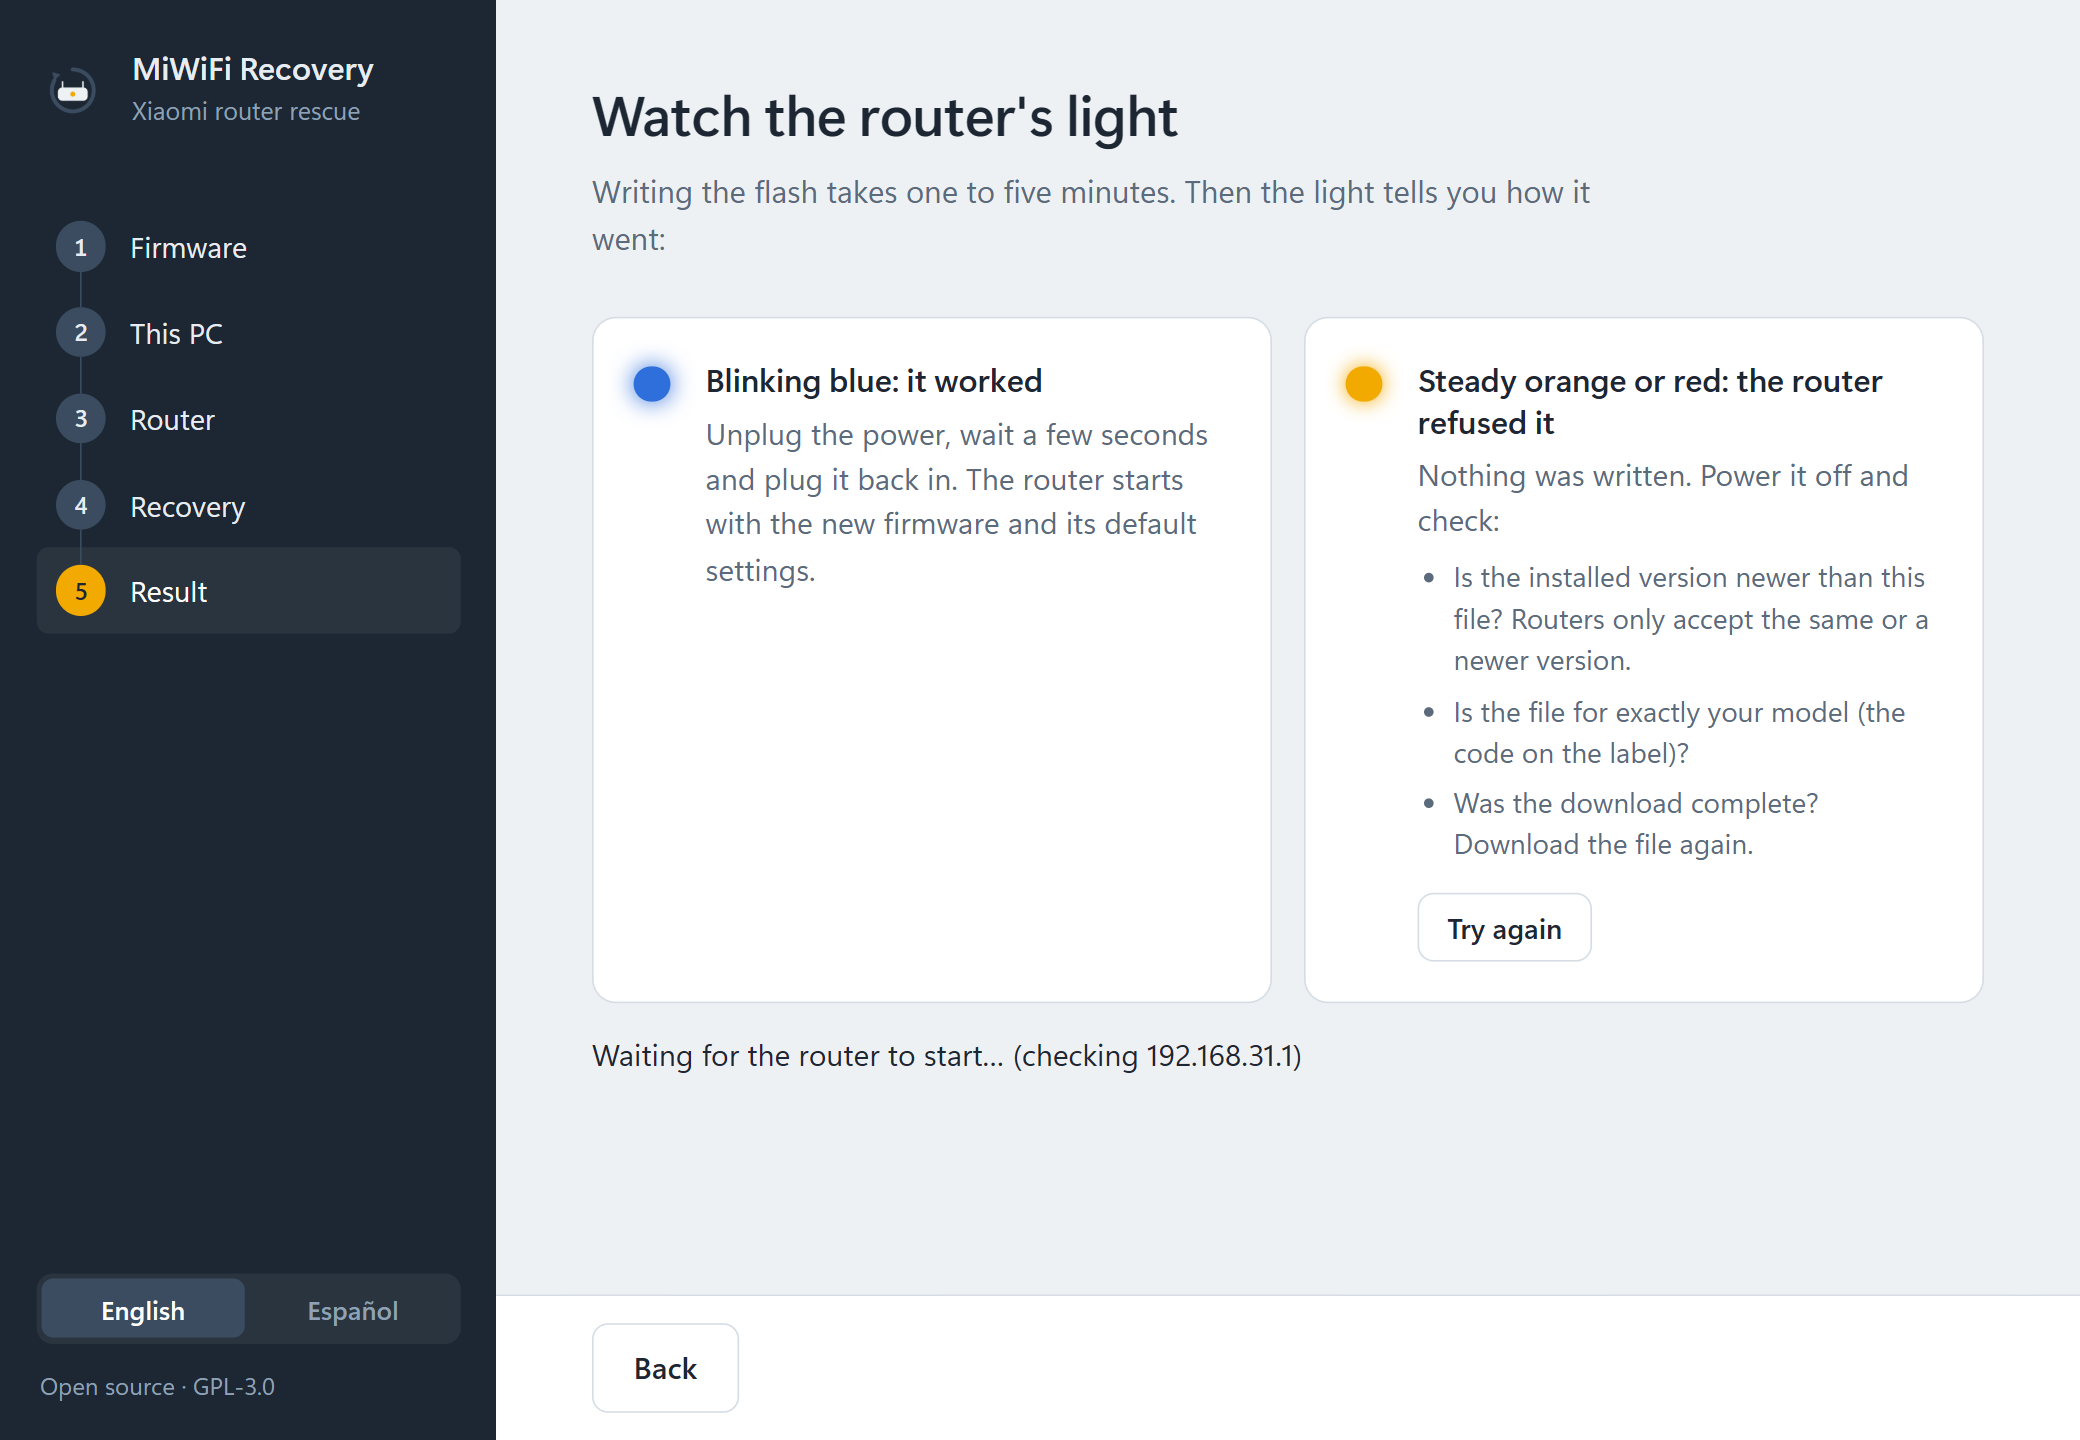 MiWiFi Recovery
Xiaomi router rescue
1 Firmware
2 This PC
3 Router
4 Recovery
5 Result
English
Español
Open source · GPL-3.0
Watch the router's light
Writing the flash takes one to five minutes. Then the light tells you how it
went:
Blinking blue: it worked
Unplug the power, wait a few seconds
and plug it back in. The router starts
with the new firmware and its default
settings.
Steady orange or red: the router
refused it
Nothing was written. Power it off and
check:
• Is the installed version newer than this
file? Routers only accept the same or a
newer version.
• Is the file for exactly your model (the
code on the label)?
• Was the download complete?
Download the file again.
Try again
Waiting for the router to start... (checking 192.168.31.1)
Back